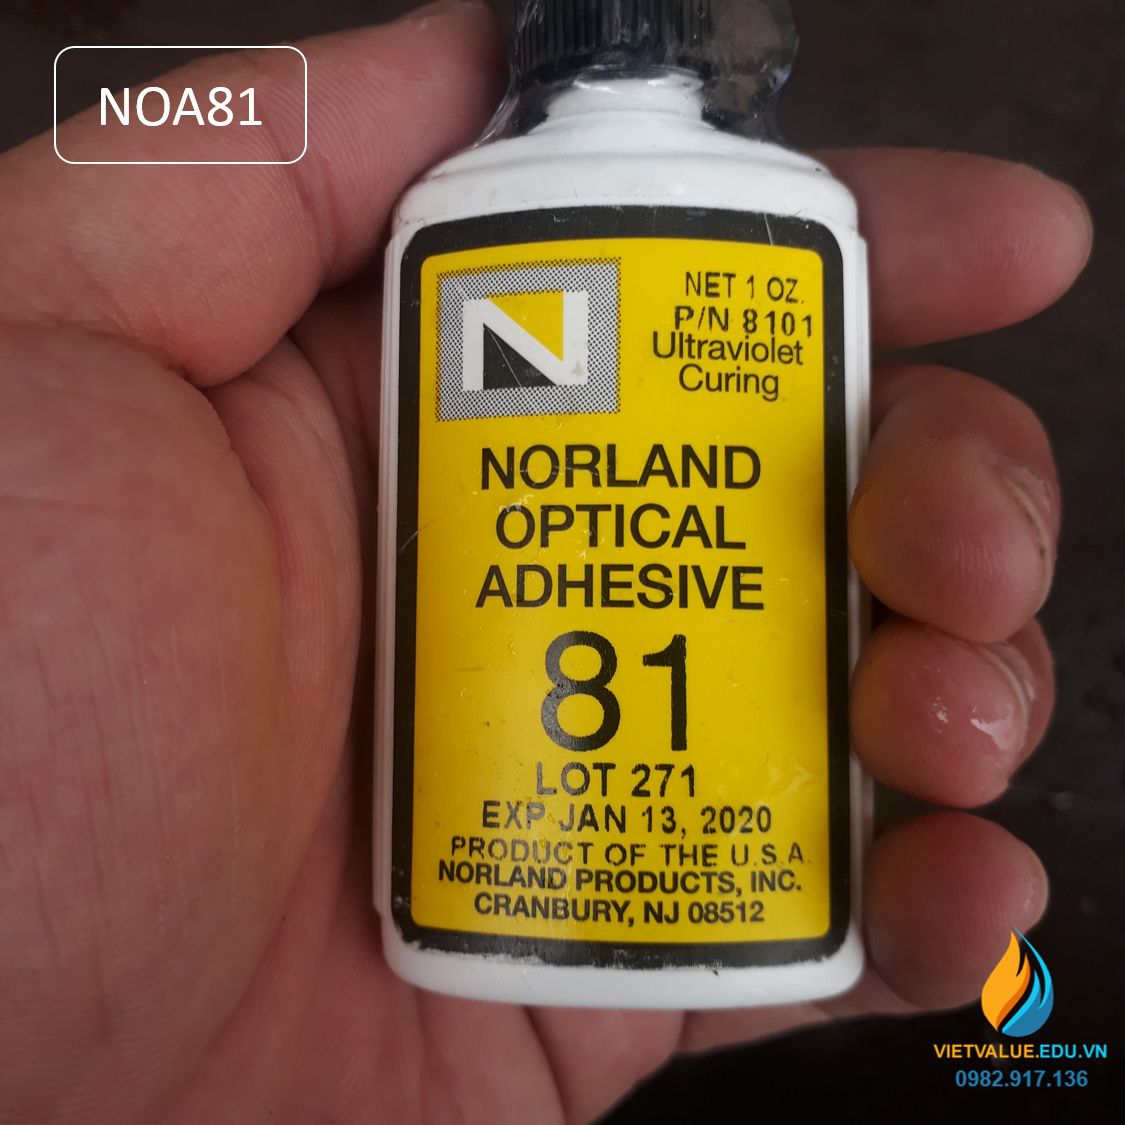 NOA81
N
NET 1 OZ.
P/N 8101
Ultraviolet
Curing
NORLAND
OPTICAL
ADHESIVE
81
LOT 271
EXP JAN 13, 2020
PRODUCT OF THE U.S.A.
NORLAND PRODUCTS, INC.
CRANBURY, NJ 08512
VIETVALUE.EDU.VN
0982.917.136